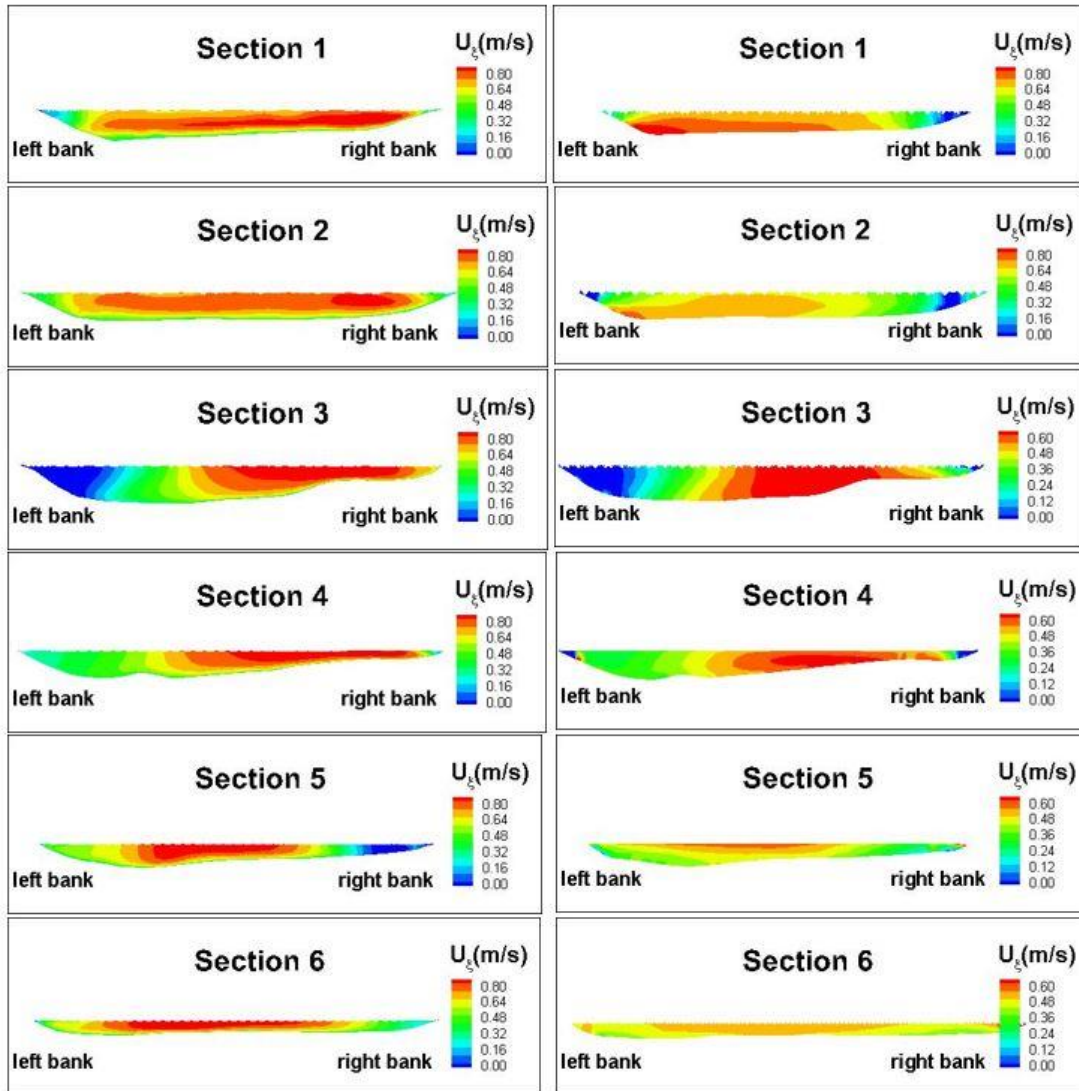 Section 1
Uξ(m/s)
0.80
0.64
0.48
0.32
0.16
0.00
left bank
right bank
Section 1
Uξ(m/s)
0.80
0.64
0.48
0.32
0.16
0.00
left bank
right bank
Section 2
Uξ(m/s)
0.80
0.64
0.48
0.32
0.16
0.00
left bank
right bank
Section 2
Uξ(m/s)
0.80
0.64
0.48
0.32
0.16
0.00
left bank
right bank
Section 3
Uξ(m/s)
0.80
0.64
0.48
0.32
0.16
0.00
left bank
right bank
Section 3
Uξ(m/s)
0.60
0.48
0.36
0.24
0.12
0.00
left bank
right bank
Section 4
Uξ(m/s)
0.80
0.64
0.48
0.32
0.16
0.00
left bank
right bank
Section 4
Uξ(m/s)
0.60
0.48
0.36
0.24
0.12
0.00
left bank
right bank
Section 5
Uξ(m/s)
0.80
0.64
0.48
0.32
0.16
0.00
left bank
right bank
Section 5
Uξ(m/s)
0.60
0.48
0.36
0.24
0.12
0.00
left bank
right bank
Section 6
Uξ(m/s)
0.80
0.64
0.48
0.32
0.16
0.00
left bank
right bank
Section 6
Uξ(m/s)
0.60
0.48
0.36
0.24
0.12
0.00
left bank
right bank